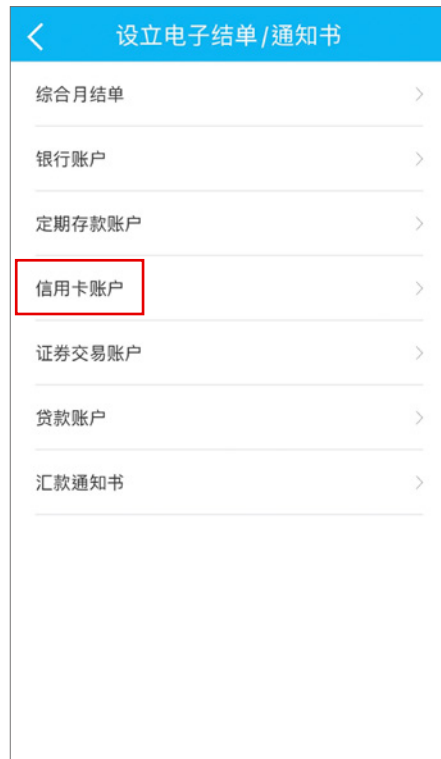 设立电子结单/通知书
综合月结单
银行账户
定期存款账户
信用卡账户
证券交易账户
贷款账户
汇款通知书